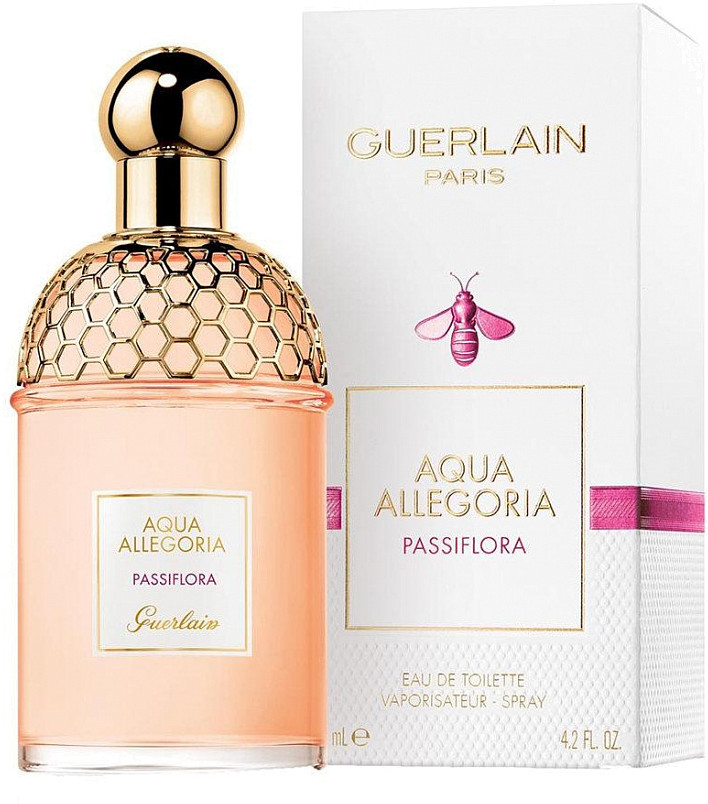 AQUA
ALLEGORIA
PASSIFLORA
Guerlain
GUERLAIN
PARIS
AQUA
ALLEGORIA
PASSIFLORA
EAU DE TOILETTE
VAPORISATEUR - SPRAY
mL e 4.2 FL. OZ.